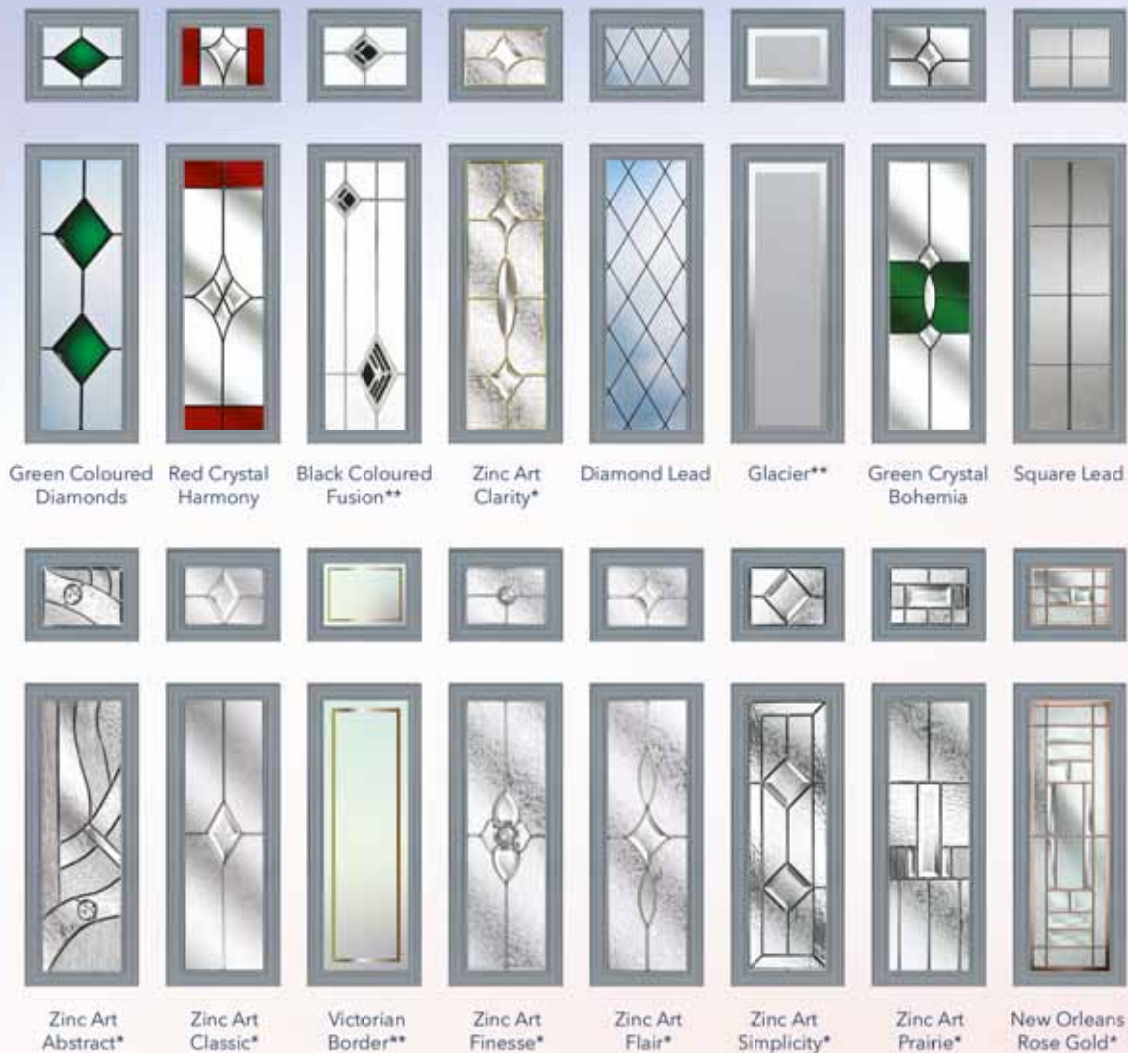 Green Coloured
Diamonds
Red Crystal
Harmony
Black Coloured
Fusion**
Zinc Art
Clarity*
Diamond Lead
Glacier**
Green Crystal
Bohemia
Square Lead
Zinc Art
Abstract*
Zinc Art
Classic*
Victorian
Border**
Zinc Art
Finesse*
Zinc Art
Flair*
Zinc Art
Simplicity*
Zinc Art
Prairie*
New Orleans
Rose Gold*